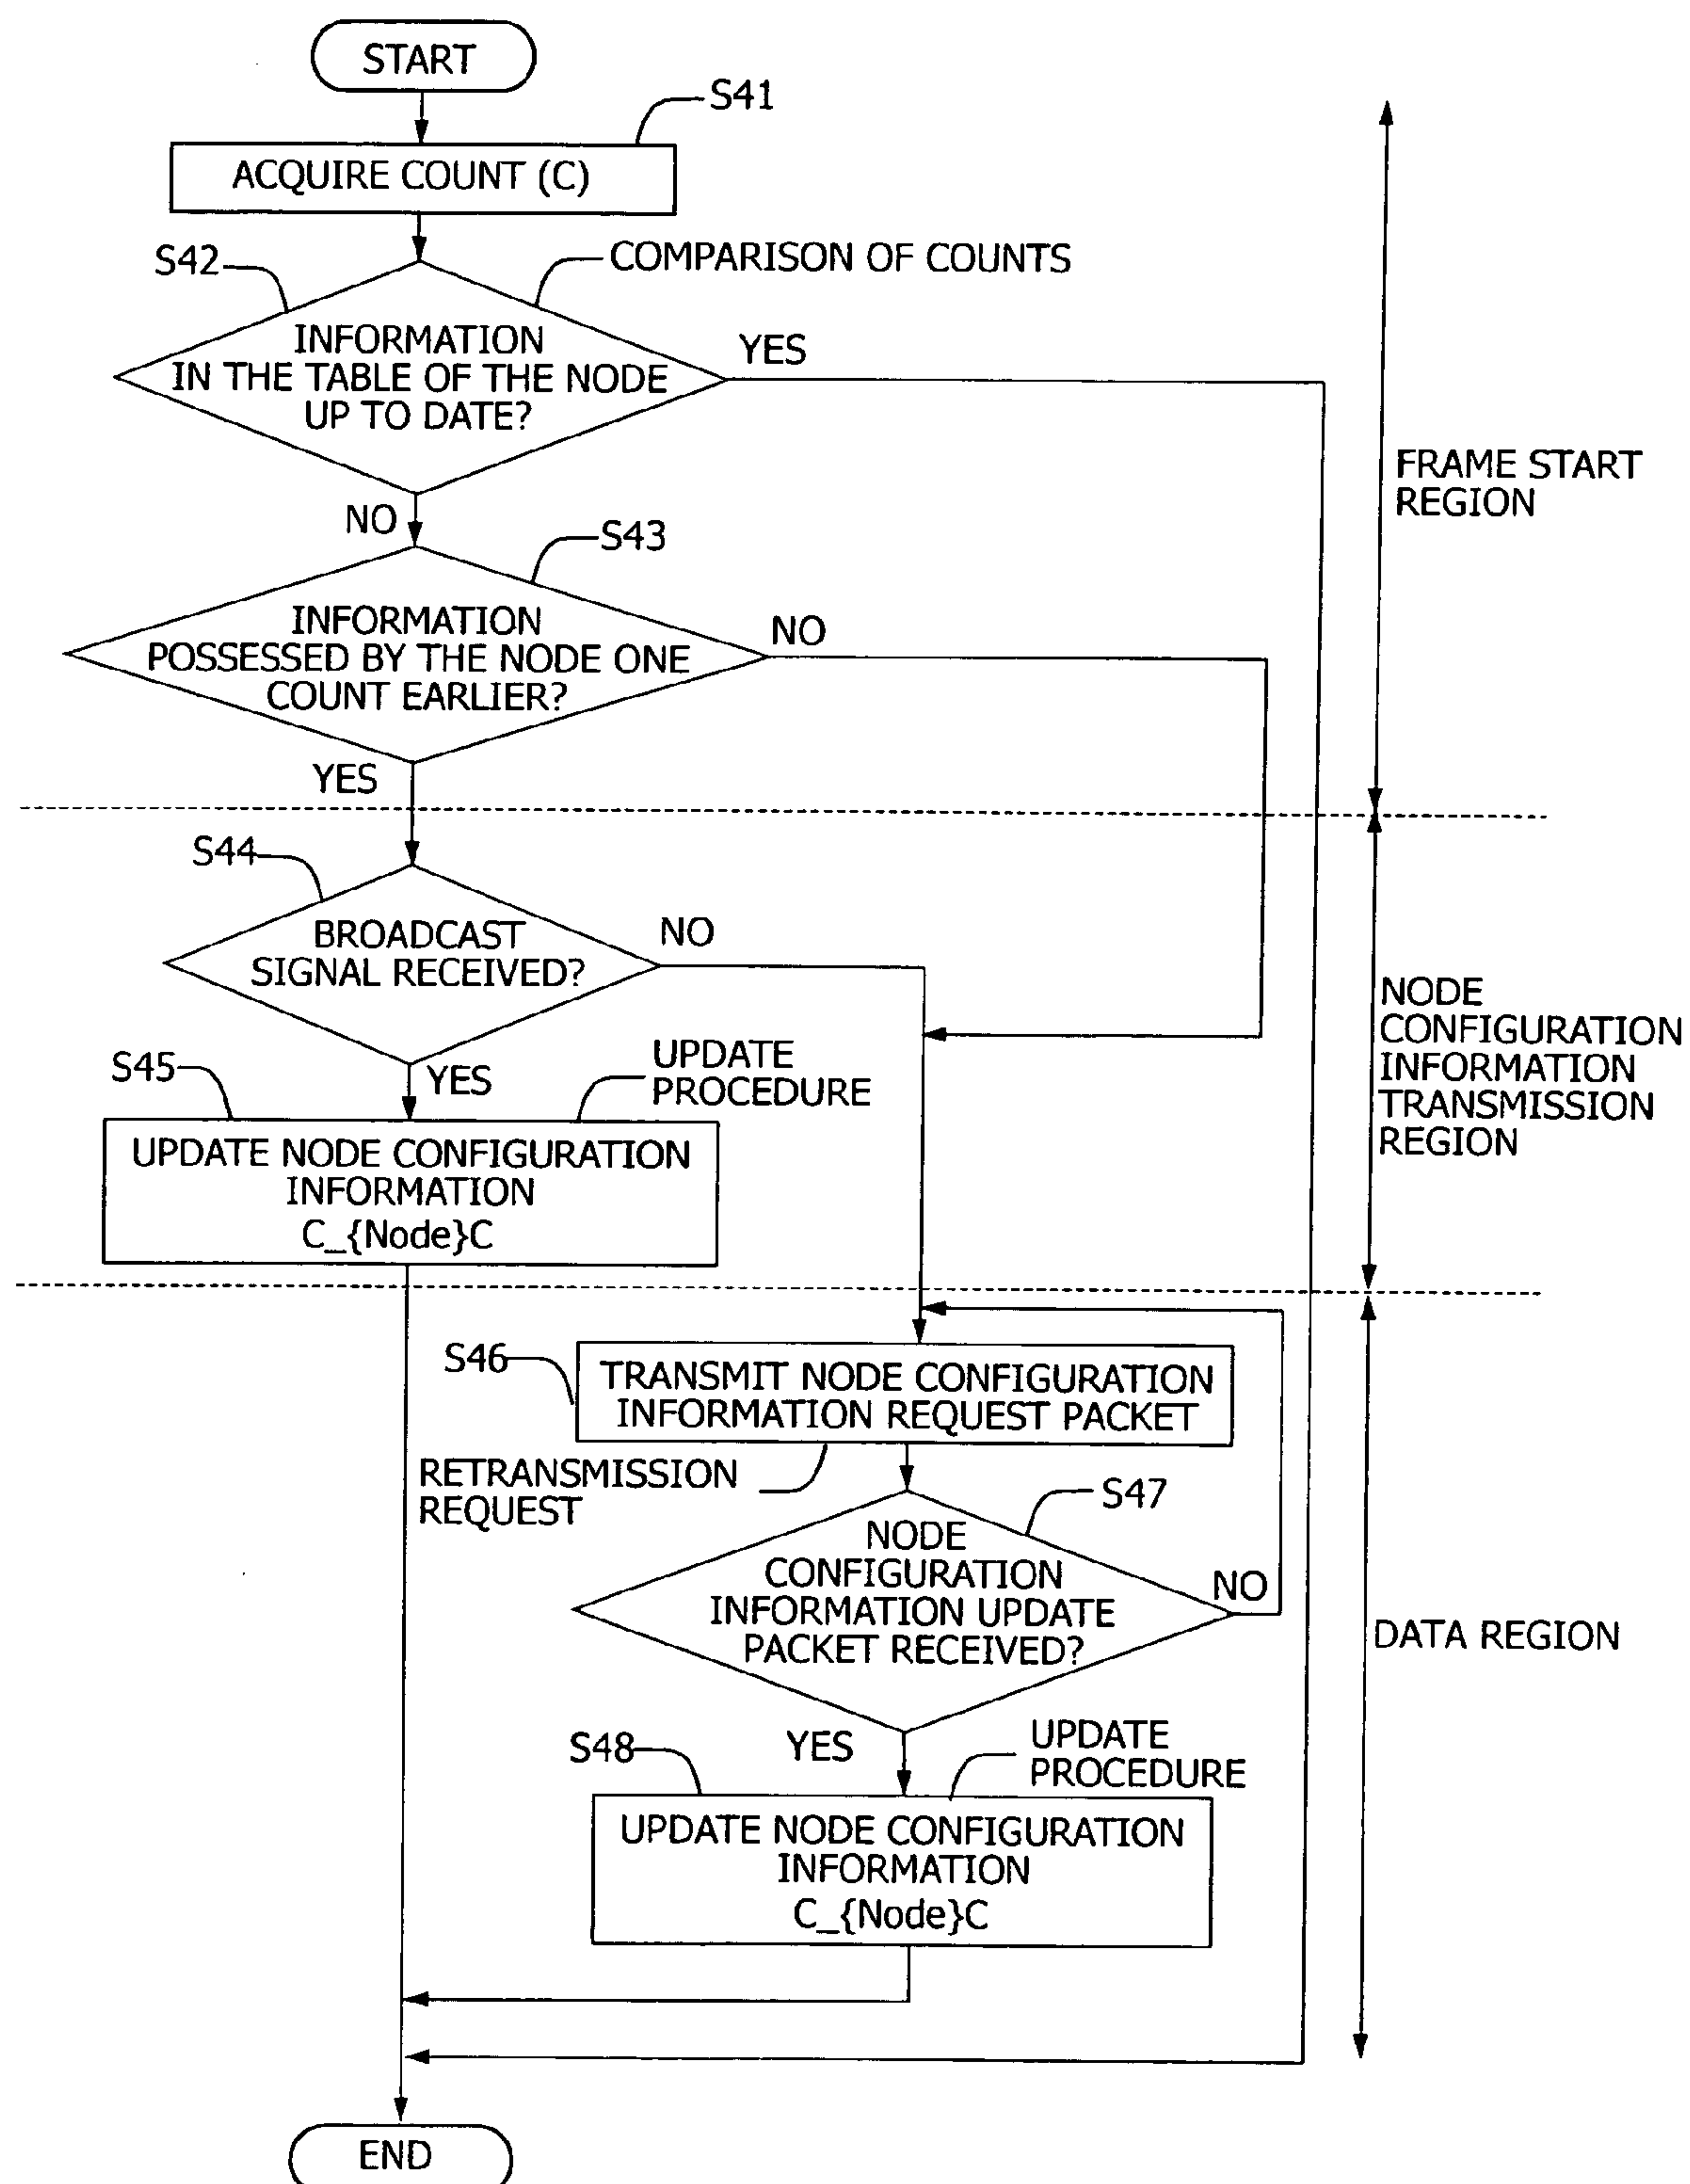 START
S41
ACQUIRE COUNT (C)
S42
COMPARISON OF COUNTS
INFORMATION
IN THE TABLE OF THE NODE
UP TO DATE?
YES
NO
FRAME START
REGION
S43
INFORMATION
POSSESSED BY THE NODE ONE
COUNT EARLIER?
NO
YES
S44
BROADCAST
SIGNAL RECEIVED?
NO
YES
NODE
CONFIGURATION
INFORMATION
TRANSMISSION
REGION
S45
UPDATE
PROCEDURE
UPDATE NODE CONFIGURATION
INFORMATION
C_{Node}C
S46
TRANSMIT NODE CONFIGURATION
INFORMATION REQUEST PACKET
RETRANSMISSION
REQUEST
S47
NODE
CONFIGURATION
INFORMATION UPDATE
PACKET RECEIVED?
NO
YES
DATA REGION
S48
UPDATE
PROCEDURE
UPDATE NODE CONFIGURATION
INFORMATION
C_{Node}C
END